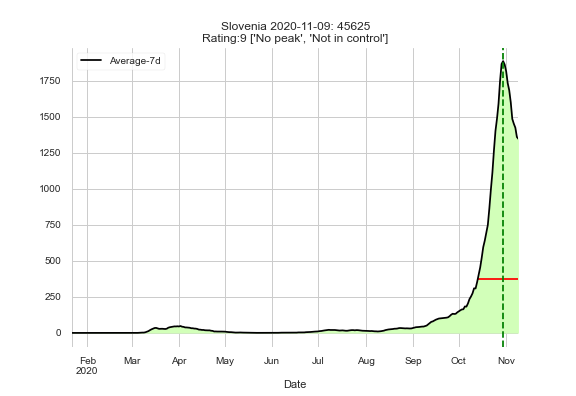 Slovenia 2020-11-09: 45625
Rating:9 ['No peak', 'Not in control']
Average-7d
1750
1500
1250
1000
750
500
250
0
Feb Mar Apr May Jun Jul Aug Sep Oct Nov
2020
Date